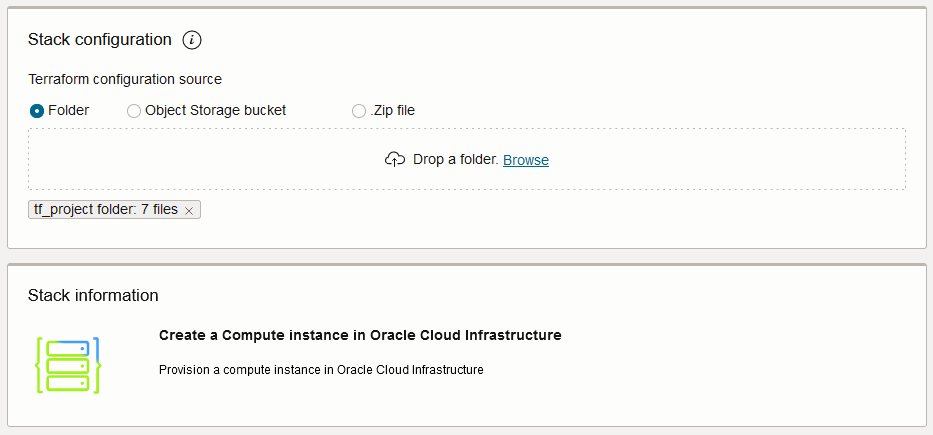 Stack configuration i
Terraform configuration source
Folder Object Storage bucket .Zip file
Drop a folder. Browse
tf_project folder: 7 files ×
Stack information
Create a Compute instance in Oracle Cloud Infrastructure
Provision a compute instance in Oracle Cloud Infrastructure